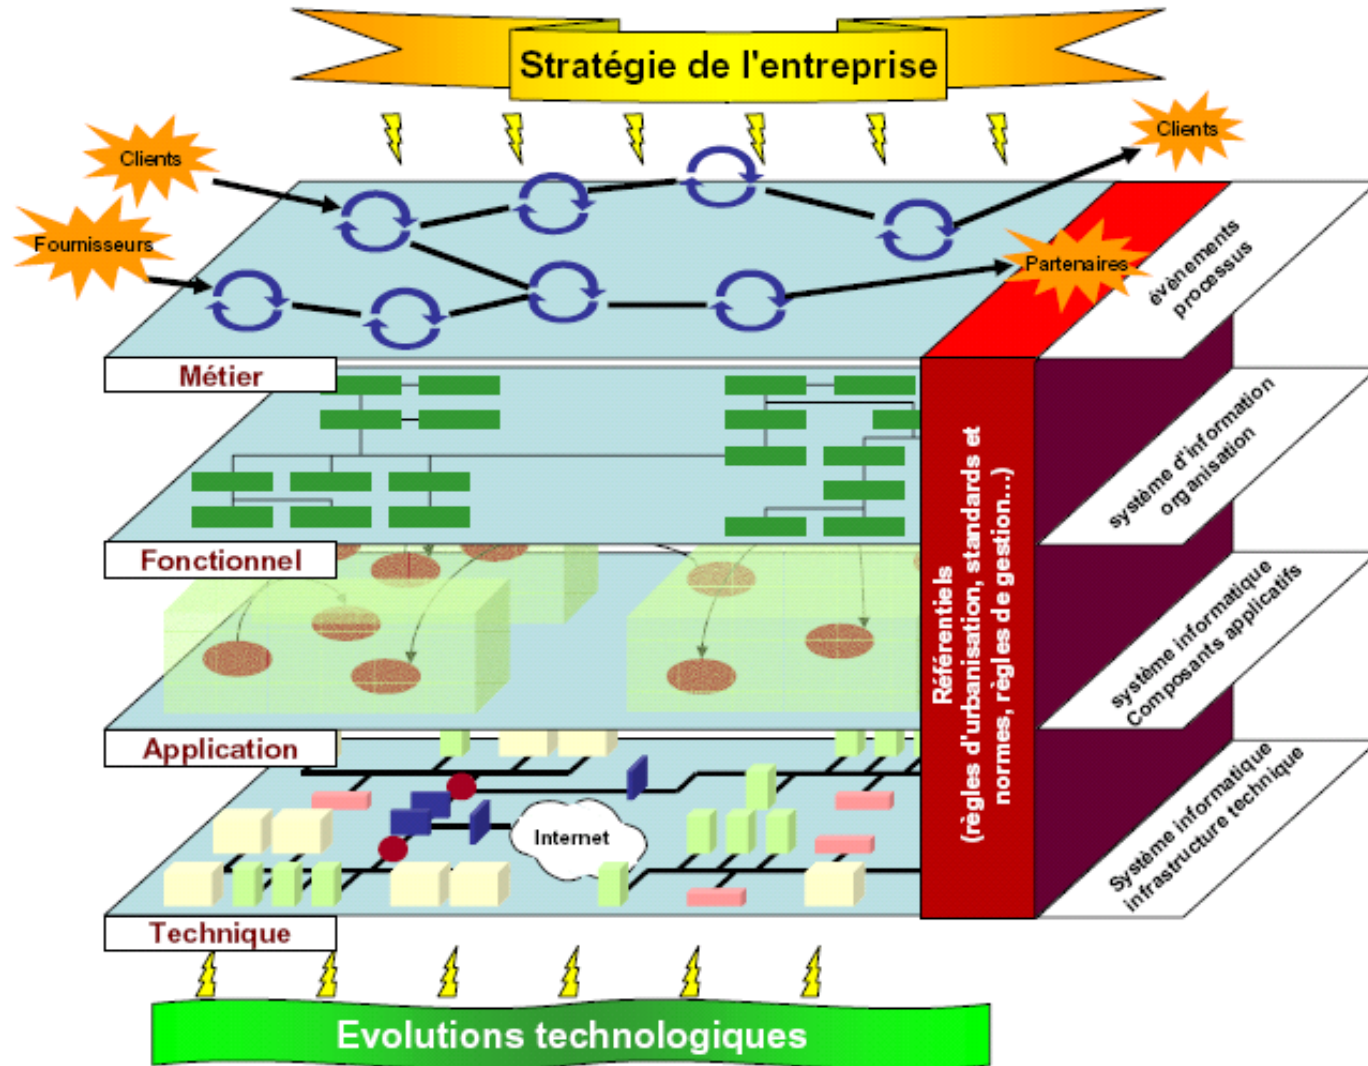 Stratégie de l'entreprise
Clients
Clients
Fournisseurs
Partenaires
évènements
processus
Métier
système d'information
organisation
Fonctionnel
Référentiels
(règles d'urbanisation, standards et
normes, règles de gestion...)
système informatique
Composants applicatifs
Application
Internet
Système informatique
infrastructure technique
Technique
Evolutions technologiques